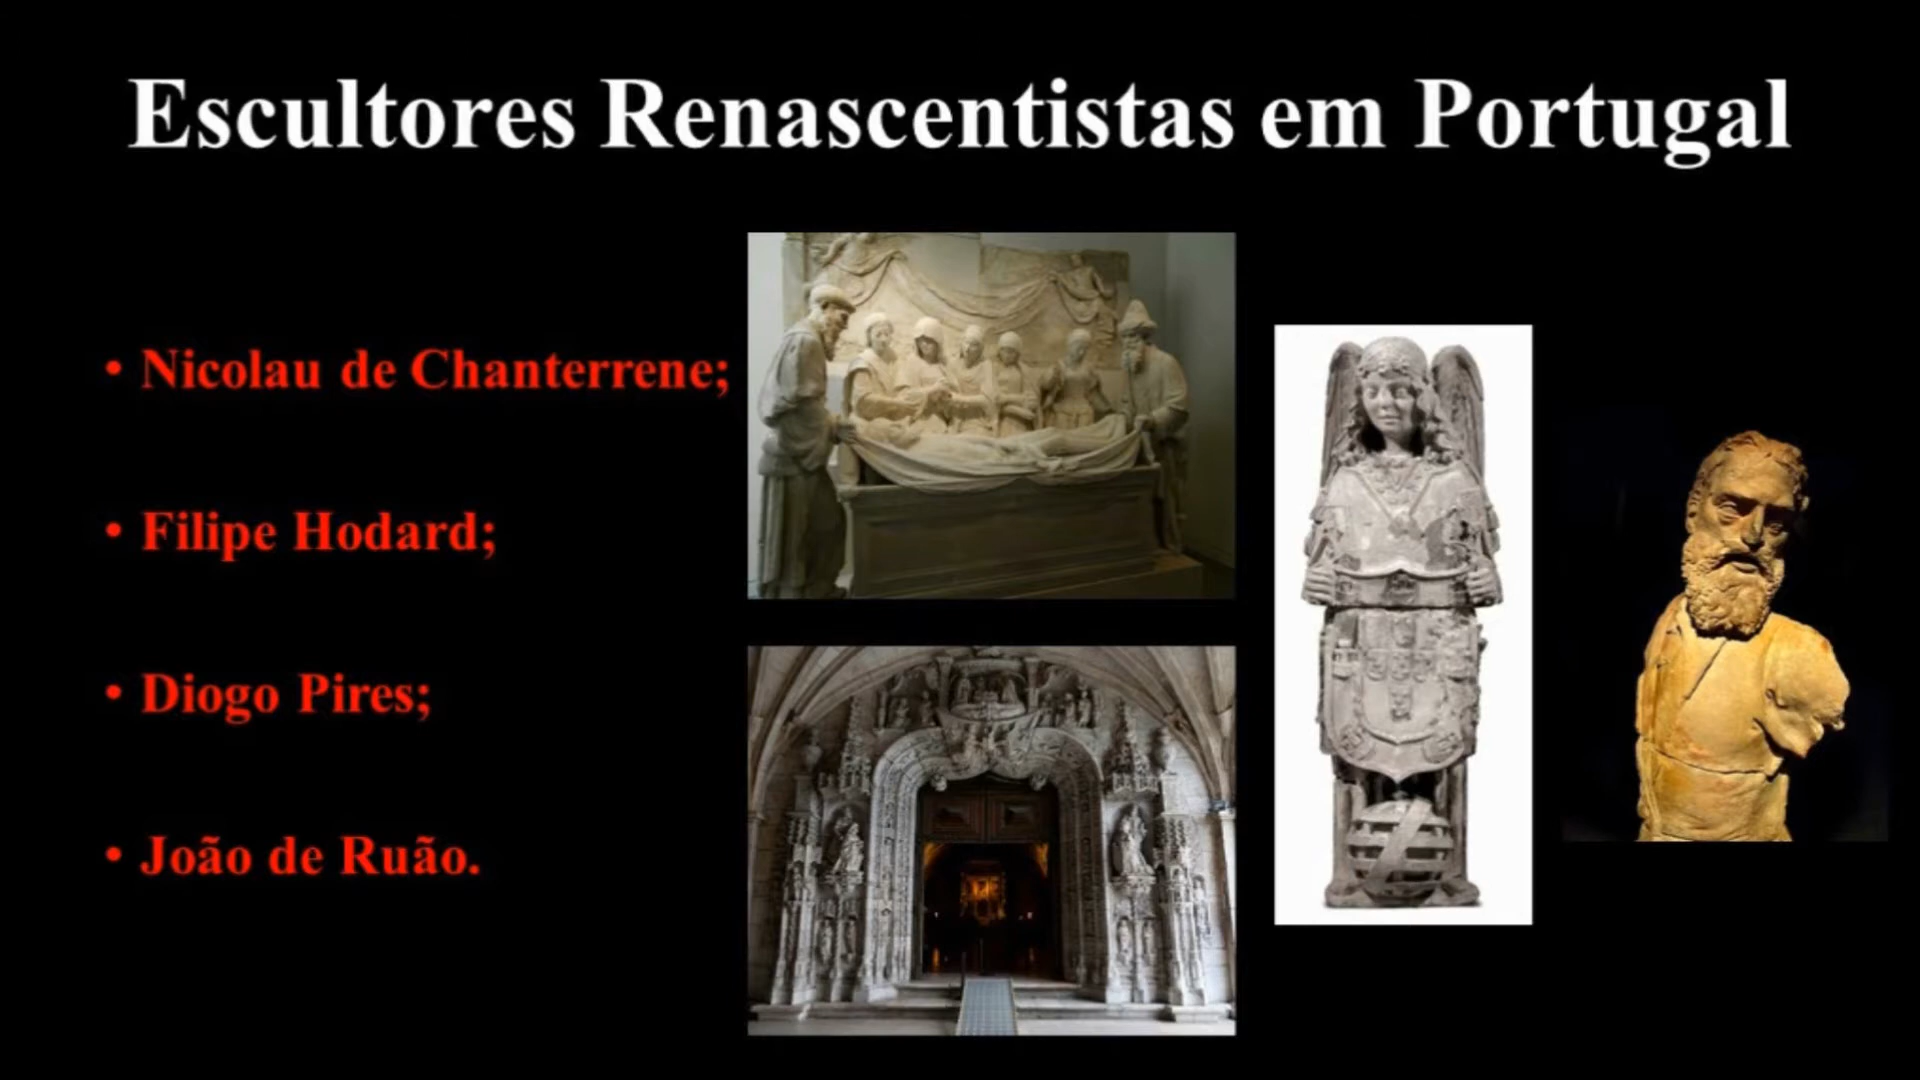 Escultores Renascentistas em Portugal
• Nicolau de Chanterrene;
• Filipe Hodard;
• Diogo Pires;
• João de Ruão.